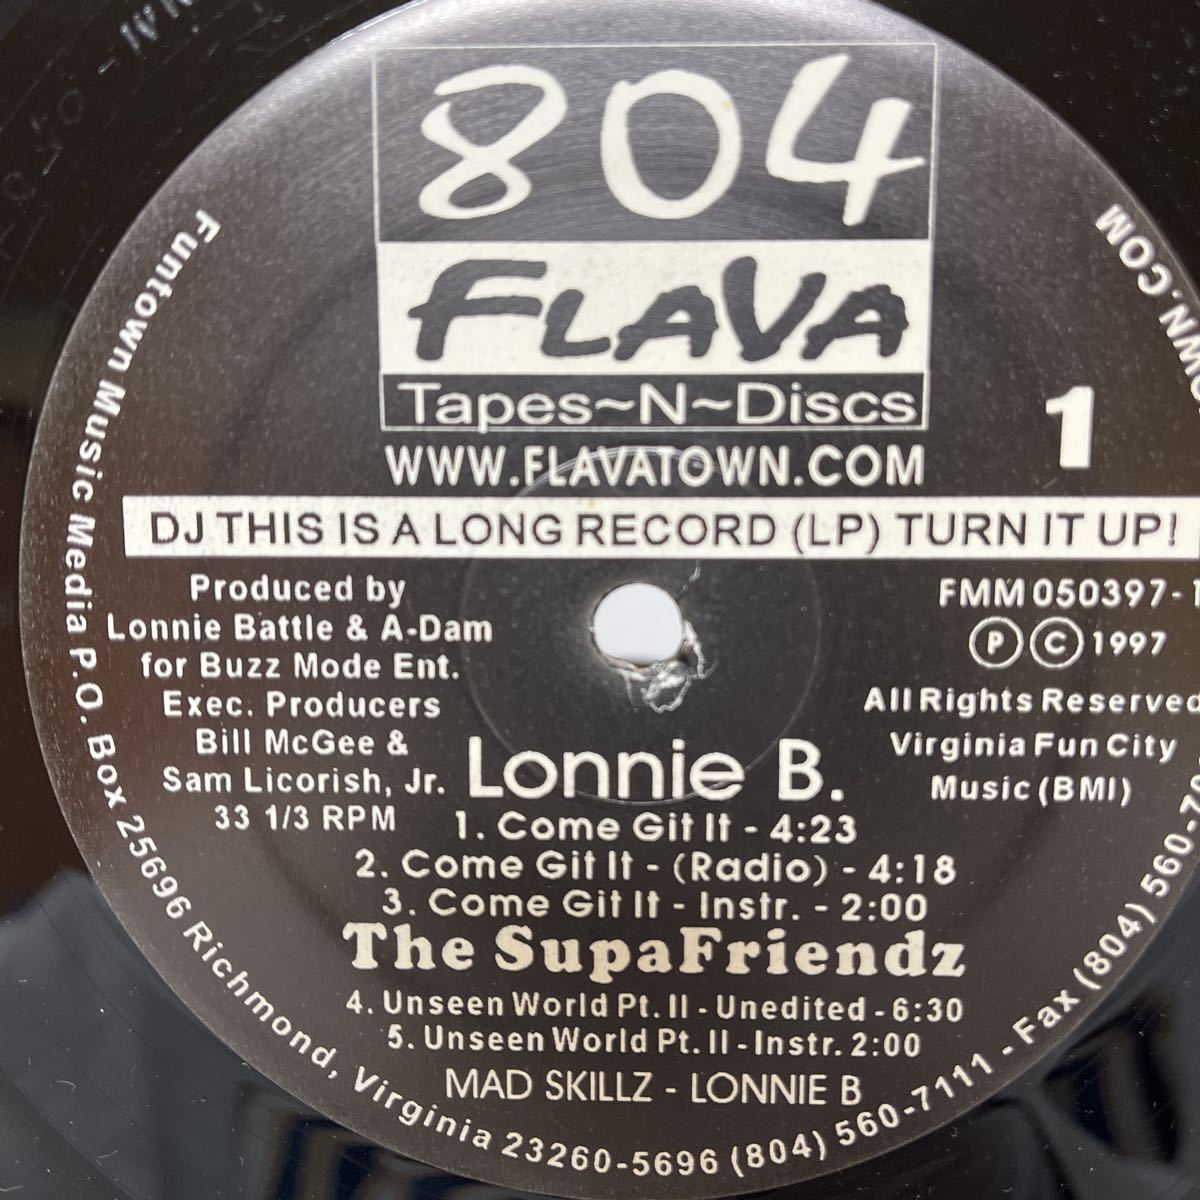 804
FLAVA
Tapes~N~Discs
WWW.FLAVATOWN.COM
1
DJ THIS IS A LONG RECORD (LP) TURN IT UP!
Produced by
Lonnie Battle & A-Dam
for Buzz Mode Ent.
Exec. Producers
Bill McGee &
Sam Licorish, Jr.
33 1/3 RPM
FMM 050397-1
Ⓟ Ⓒ 1997
All Rights Reserved
Virginia Fun City
Music (BMI)
Lonnie B.
1. Come Git It - 4:23
2. Come Git It - (Radio) - 4:18
3. Come Git It - Instr. - 2:00
The SupaFriendz
4. Unseen World Pt. II - Unedited - 6:30
5. Unseen World Pt. II - Instr. 2:00
MAD SKILLZ - LONNIE B
Funtown Music Media P.O. Box 25696 Richmond, Virginia 23260-5696 (804) 560-7111 - Fax (804)